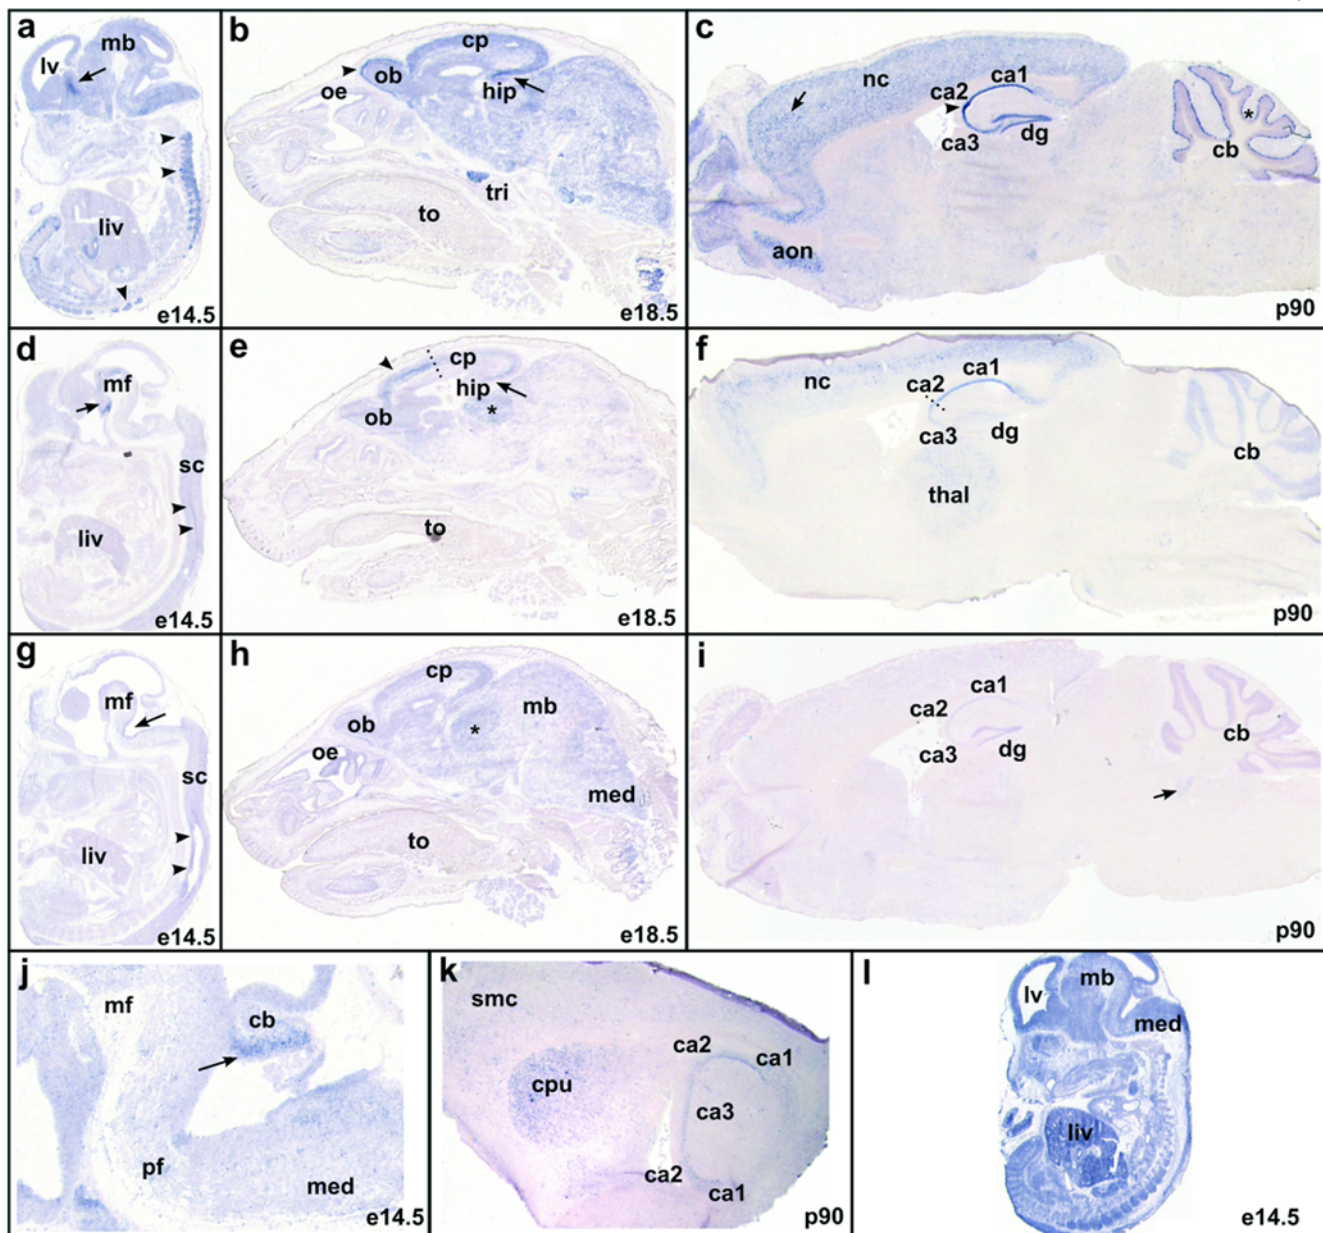 a
mb
lv
liv
e14.5
b
cp
ob
oe
hip
tri
to
e18.5
c
nc
ca1
ca2
ca3
dg
*
cb
aon
p90
d
mf
sc
liv
e14.5
e
cp
hip
ob
*
to
e18.5
f
nc
ca1
ca2
ca3
dg
cb
thal
p90
g
mf
sc
liv
e14.5
h
cp
ob
mb
oe
*
med
to
e18.5
i
ca1
ca2
ca3
dg
cb
p90
j
mf
cb
pf
med
e14.5
k
smc
ca2
ca1
cpu
ca3
ca2
ca1
p90
l
lv
mb
med
liv
e14.5